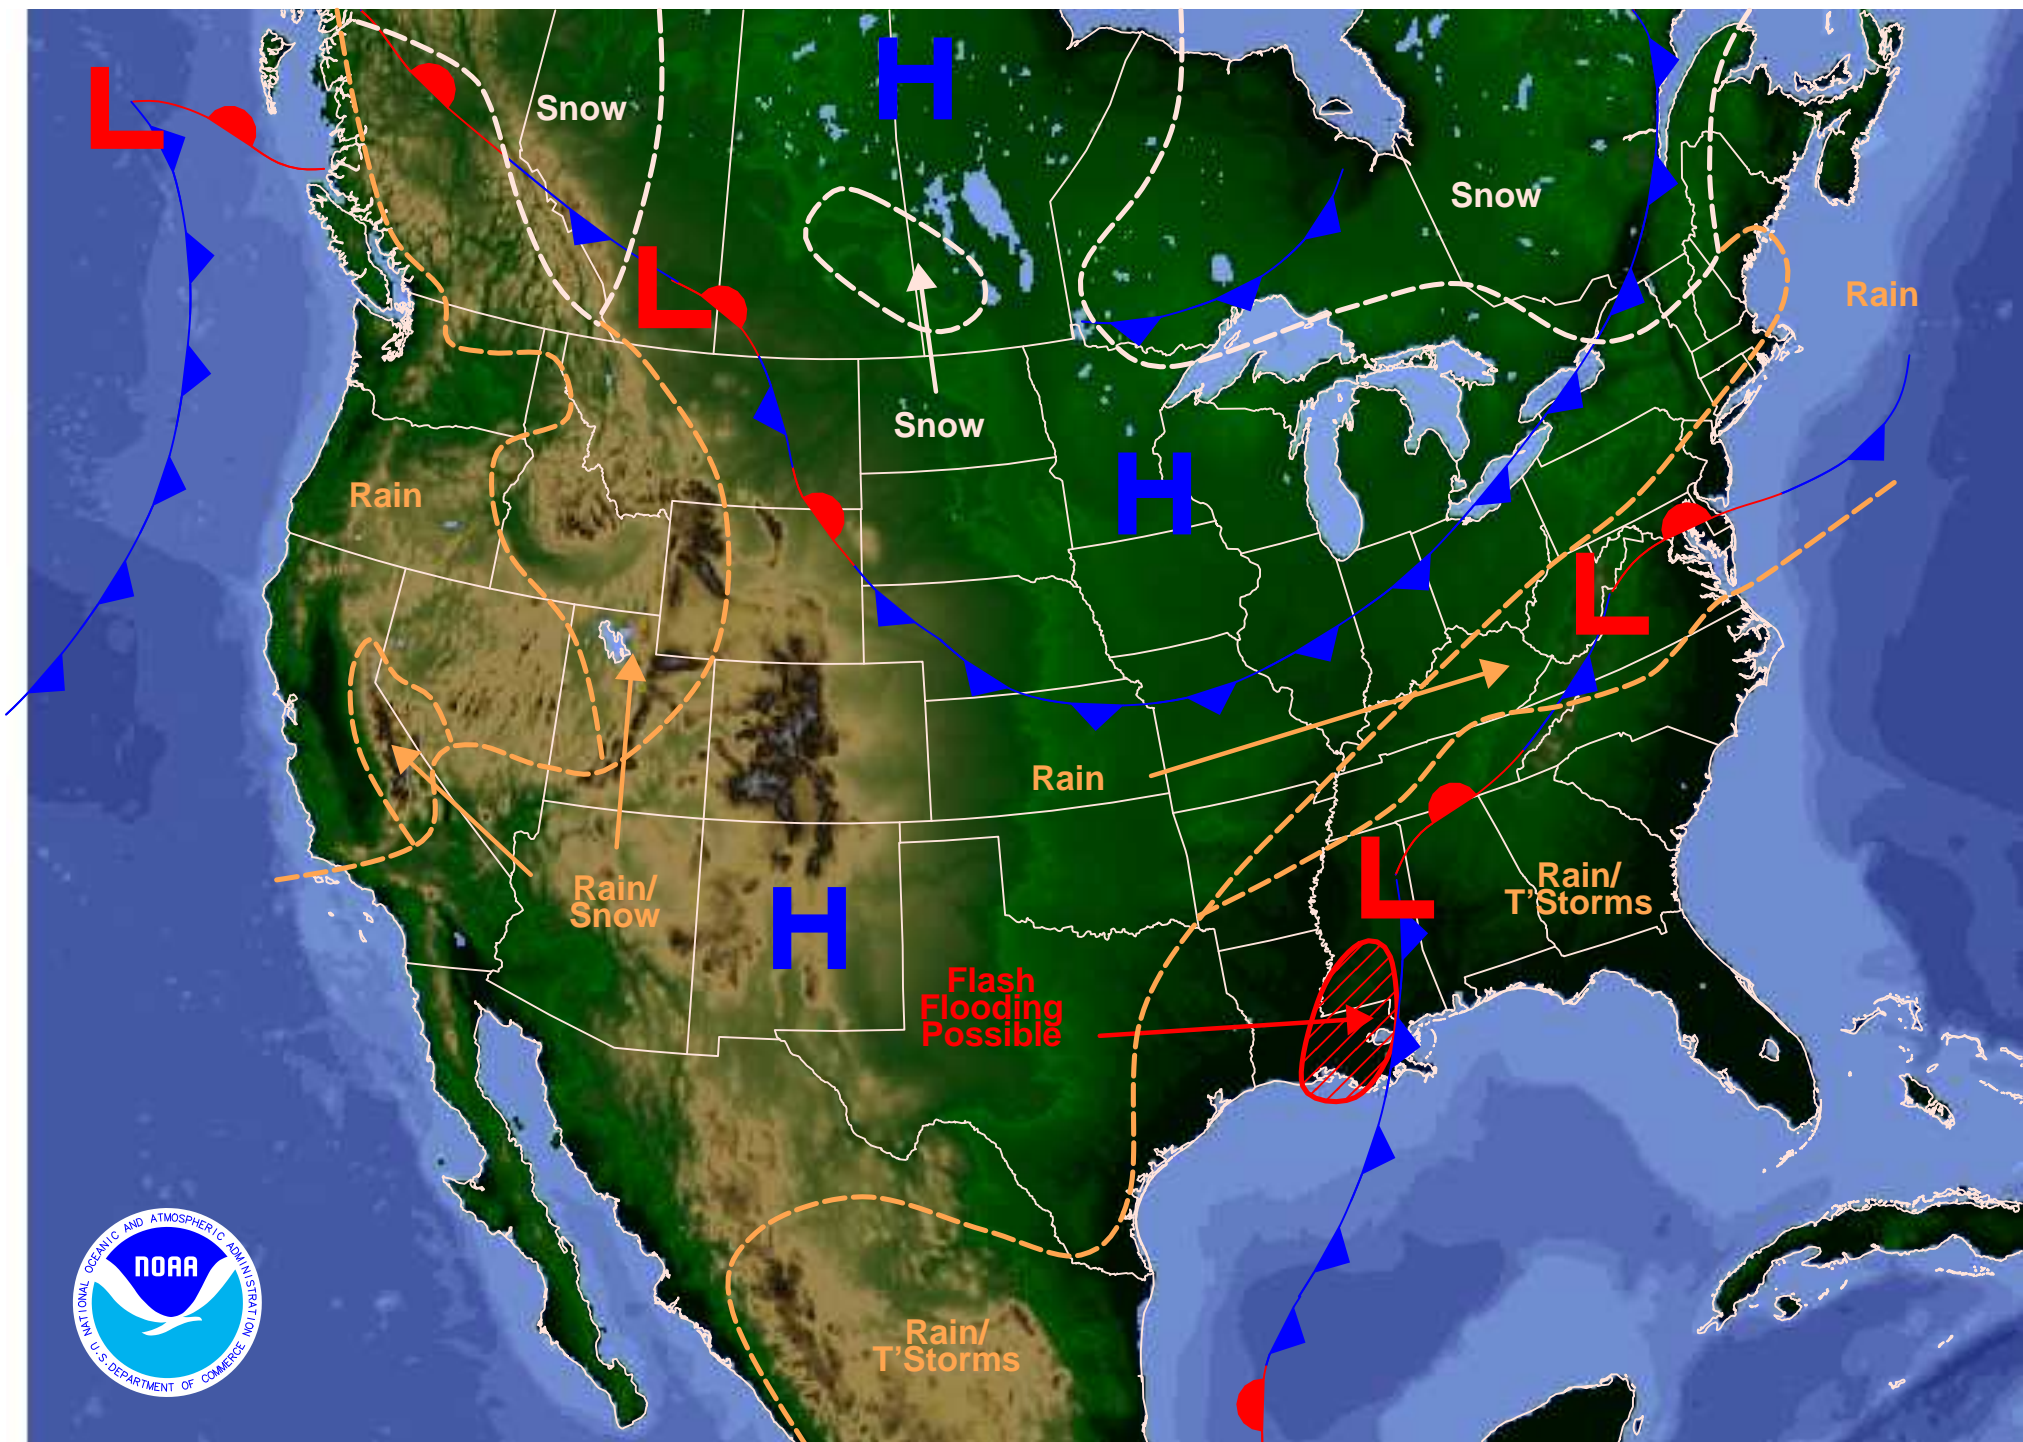 H
L
Snow
Snow
L
Rain
Snow
H
Rain
L
Rain
Rain/
Snow
L
Rain/
T'Storms
H
Flash
Flooding
Possible
NATIONAL OCEANIC AND ATMOSPHERIC ADMINISTRATION
NOAA
U.S. DEPARTMENT OF COMMERCE
Rain/
T'Storms